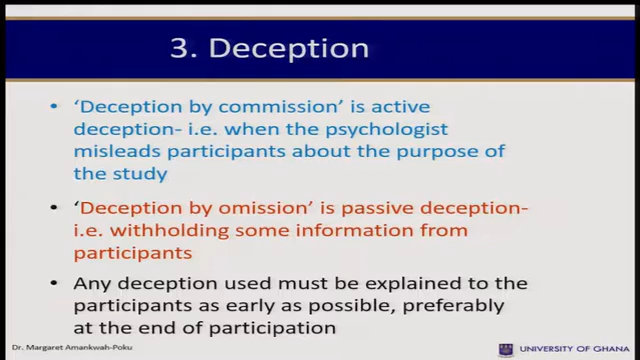 3. Deception
• ‘Deception by commission’ is active
deception- i.e. when the psychologist
misleads participants about the purpose of
the study
• ‘Deception by omission’ is passive deception-
i.e. withholding some information from
participants
• Any deception used must be explained to the
participants as early as possible, preferably
at the end of participation
Dr. Margaret Amankwah-Poku
UNIVERSITY OF GHANA